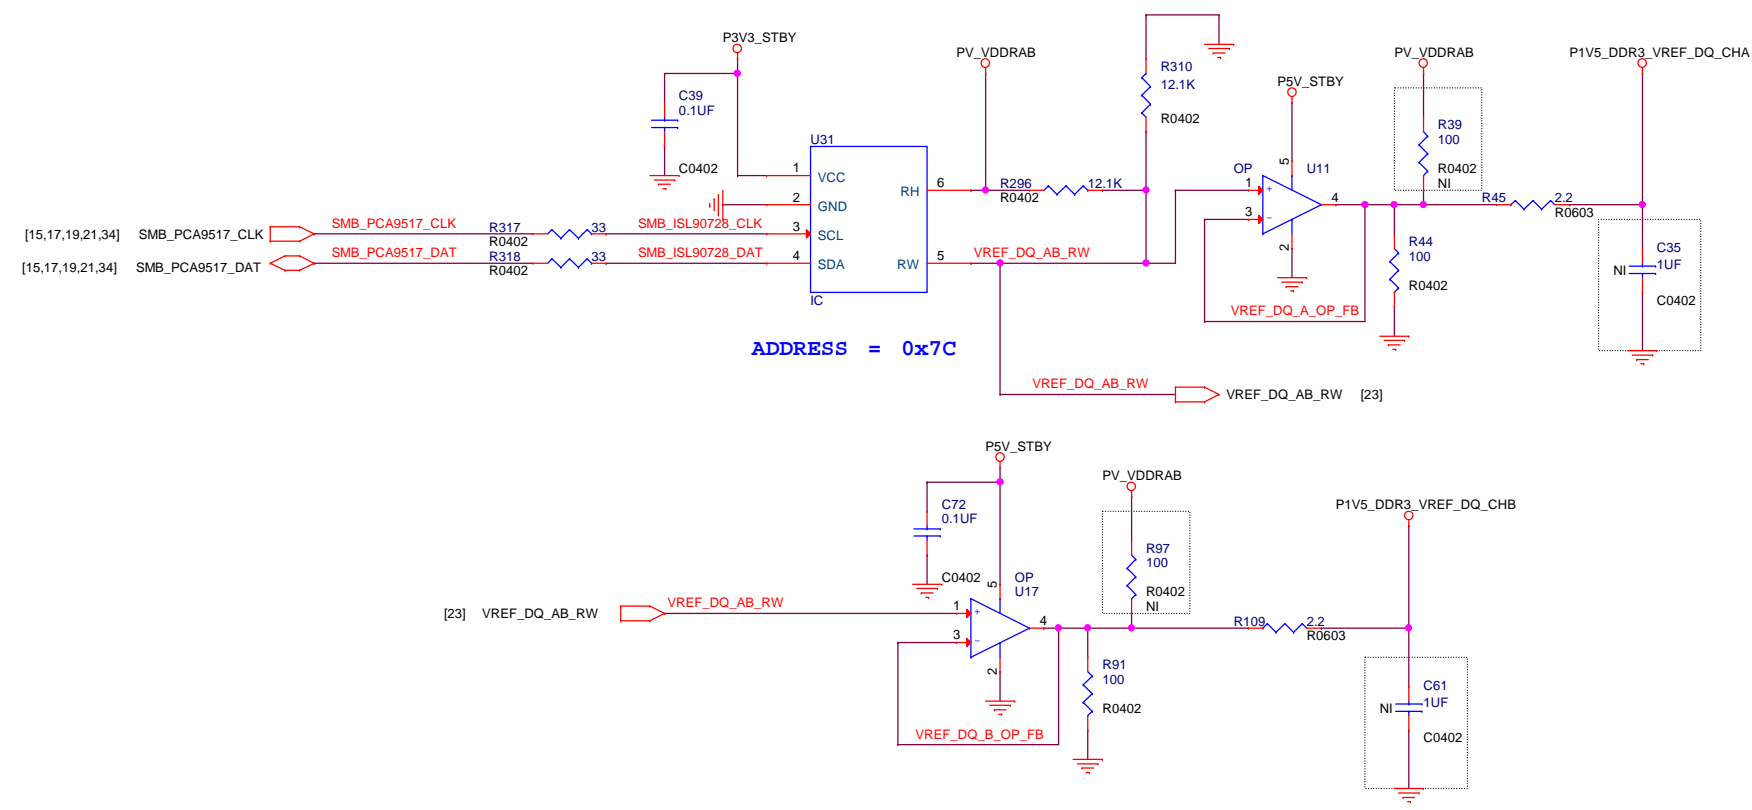 P3V3_STBY
C39
0.1UF
C0402
U31
1 VCC
2 GND
3 SCL
4 SDA
RH 6
RW 5
IC
[15,17,19,21,34] SMB_PCA9517_CLK
SMB_PCA9517_CLK
R317 33
R0402
SMB_ISL90728_CLK
[15,17,19,21,34] SMB_PCA9517_DAT
SMB_PCA9517_DAT
R318 33
R0402
SMB_ISL90728_DAT
ADDRESS = 0x7C
PV_VDDRAB
R296 12.1K
R0402
R310
12.1K
R0402
VREF_DQ_AB_RW
VREF_DQ_AB_RW
VREF_DQ_AB_RW [23]
P5V_STBY
OP U11
1 +
3 -
5
2
4
VREF_DQ_A_OP_FB
PV_VDDRAB
R39
100
R0402
NI
R44
100
R0402
R45 2.2
R0603
P1V5_DDR3_VREF_DQ_CHA
C35
NI 1UF
C0402
P5V_STBY
C72
0.1UF
C0402
OP
U17
[23] VREF_DQ_AB_RW
VREF_DQ_AB_RW
1 +
3 -
5
2
4
VREF_DQ_B_OP_FB
PV_VDDRAB
R97
100
R0402
NI
R91
100
R0402
R109 2.2
R0603
P1V5_DDR3_VREF_DQ_CHB
C61
NI 1UF
C0402